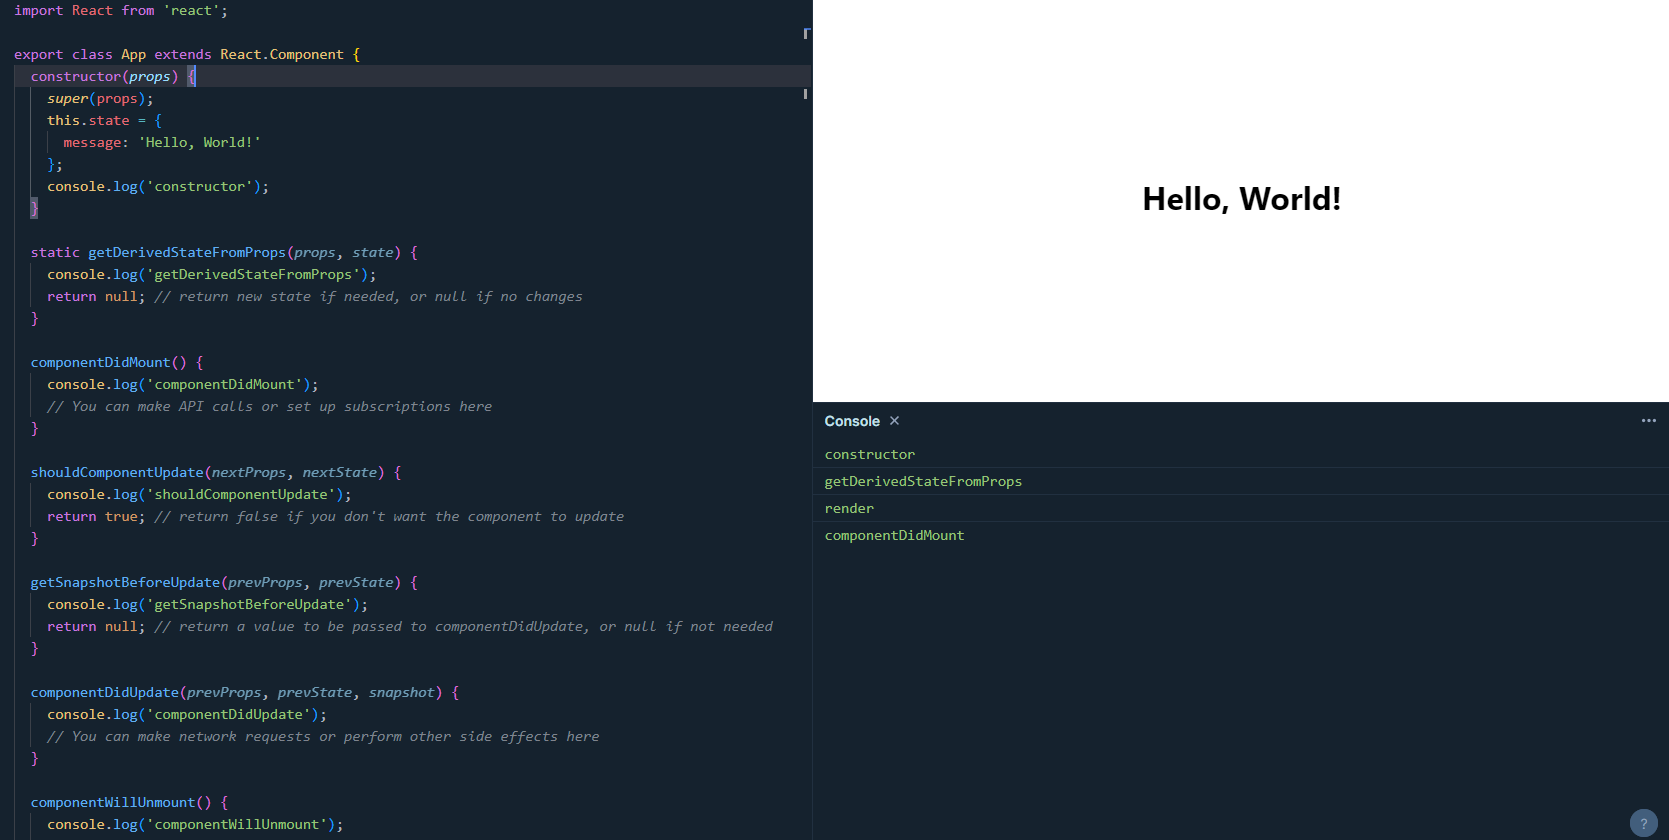 import React from 'react';
export class App extends React.Component {
constructor(props) {
super(props);
this.state = {
message: 'Hello, World!'
};
console.log('constructor');
}
static getDerivedStateFromProps(props, state) {
console.log('getDerivedStateFromProps');
return null; // return new state if needed, or null if no changes
}
componentDidMount() {
console.log('componentDidMount');
// You can make API calls or set up subscriptions here
}
shouldComponentUpdate(nextProps, nextState) {
console.log('shouldComponentUpdate');
return true; // return false if you don't want the component to update
}
getSnapshotBeforeUpdate(prevProps, prevState) {
console.log('getSnapshotBeforeUpdate');
return null; // return a value to be passed to componentDidUpdate, or null if not needed
}
componentDidUpdate(prevProps, prevState, snapshot) {
console.log('componentDidUpdate');
// You can make network requests or perform other side effects here
}
componentWillUnmount() {
console.log('componentWillUnmount');
Hello, World!
Console ✕ ···
constructor
getDerivedStateFromProps
render
componentDidMount
?